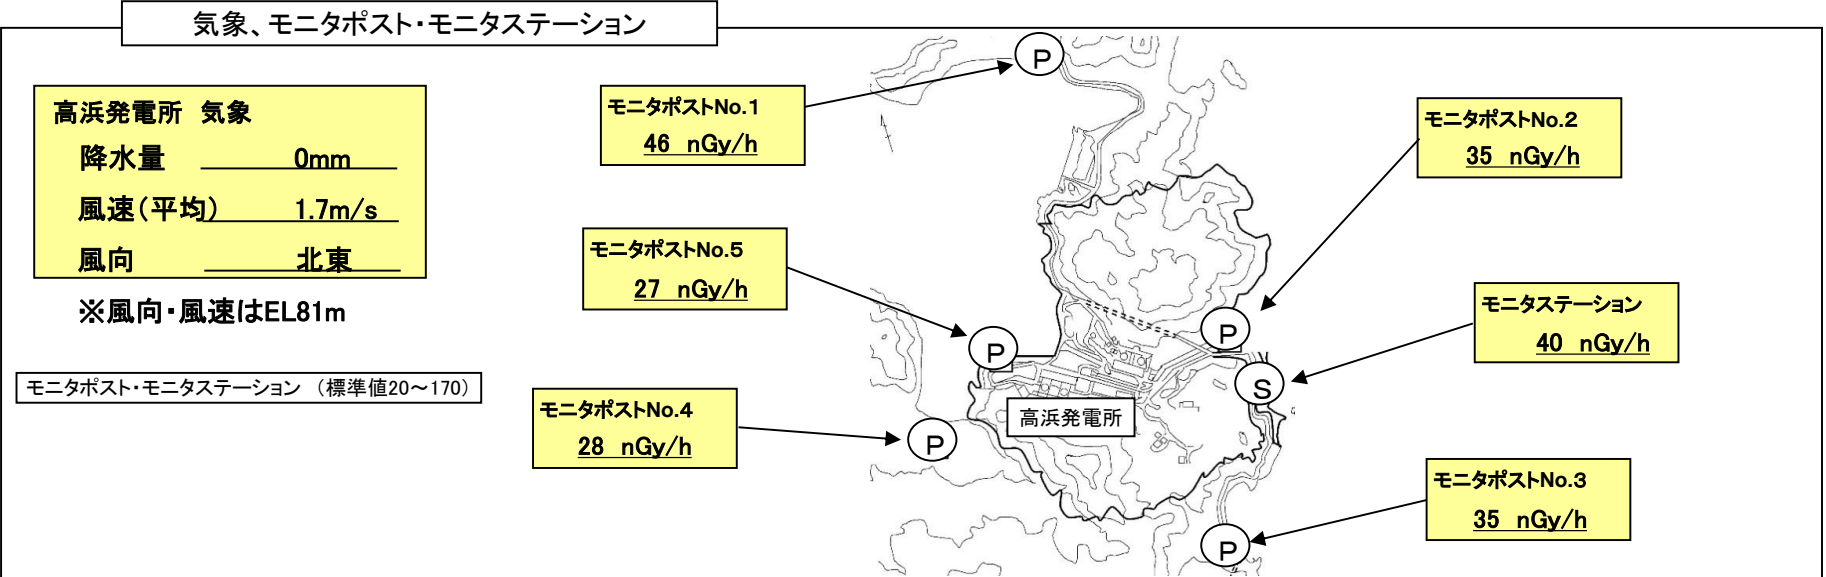 気象、モニタポスト・モニタステーション
高浜発電所 気象
降水量 0mm
風速(平均) 1.7m/s
風向 北東
※風向・風速はEL81m
モニタポスト・モニタステーション (標準値20~170)
モニタポストNo.1
46 nGy/h
モニタポストNo.2
35 nGy/h
モニタポストNo.5
27 nGy/h
モニタステーション
40 nGy/h
モニタポストNo.4
28 nGy/h
モニタポストNo.3
35 nGy/h
P
P
P
S
高浜発電所
P
P